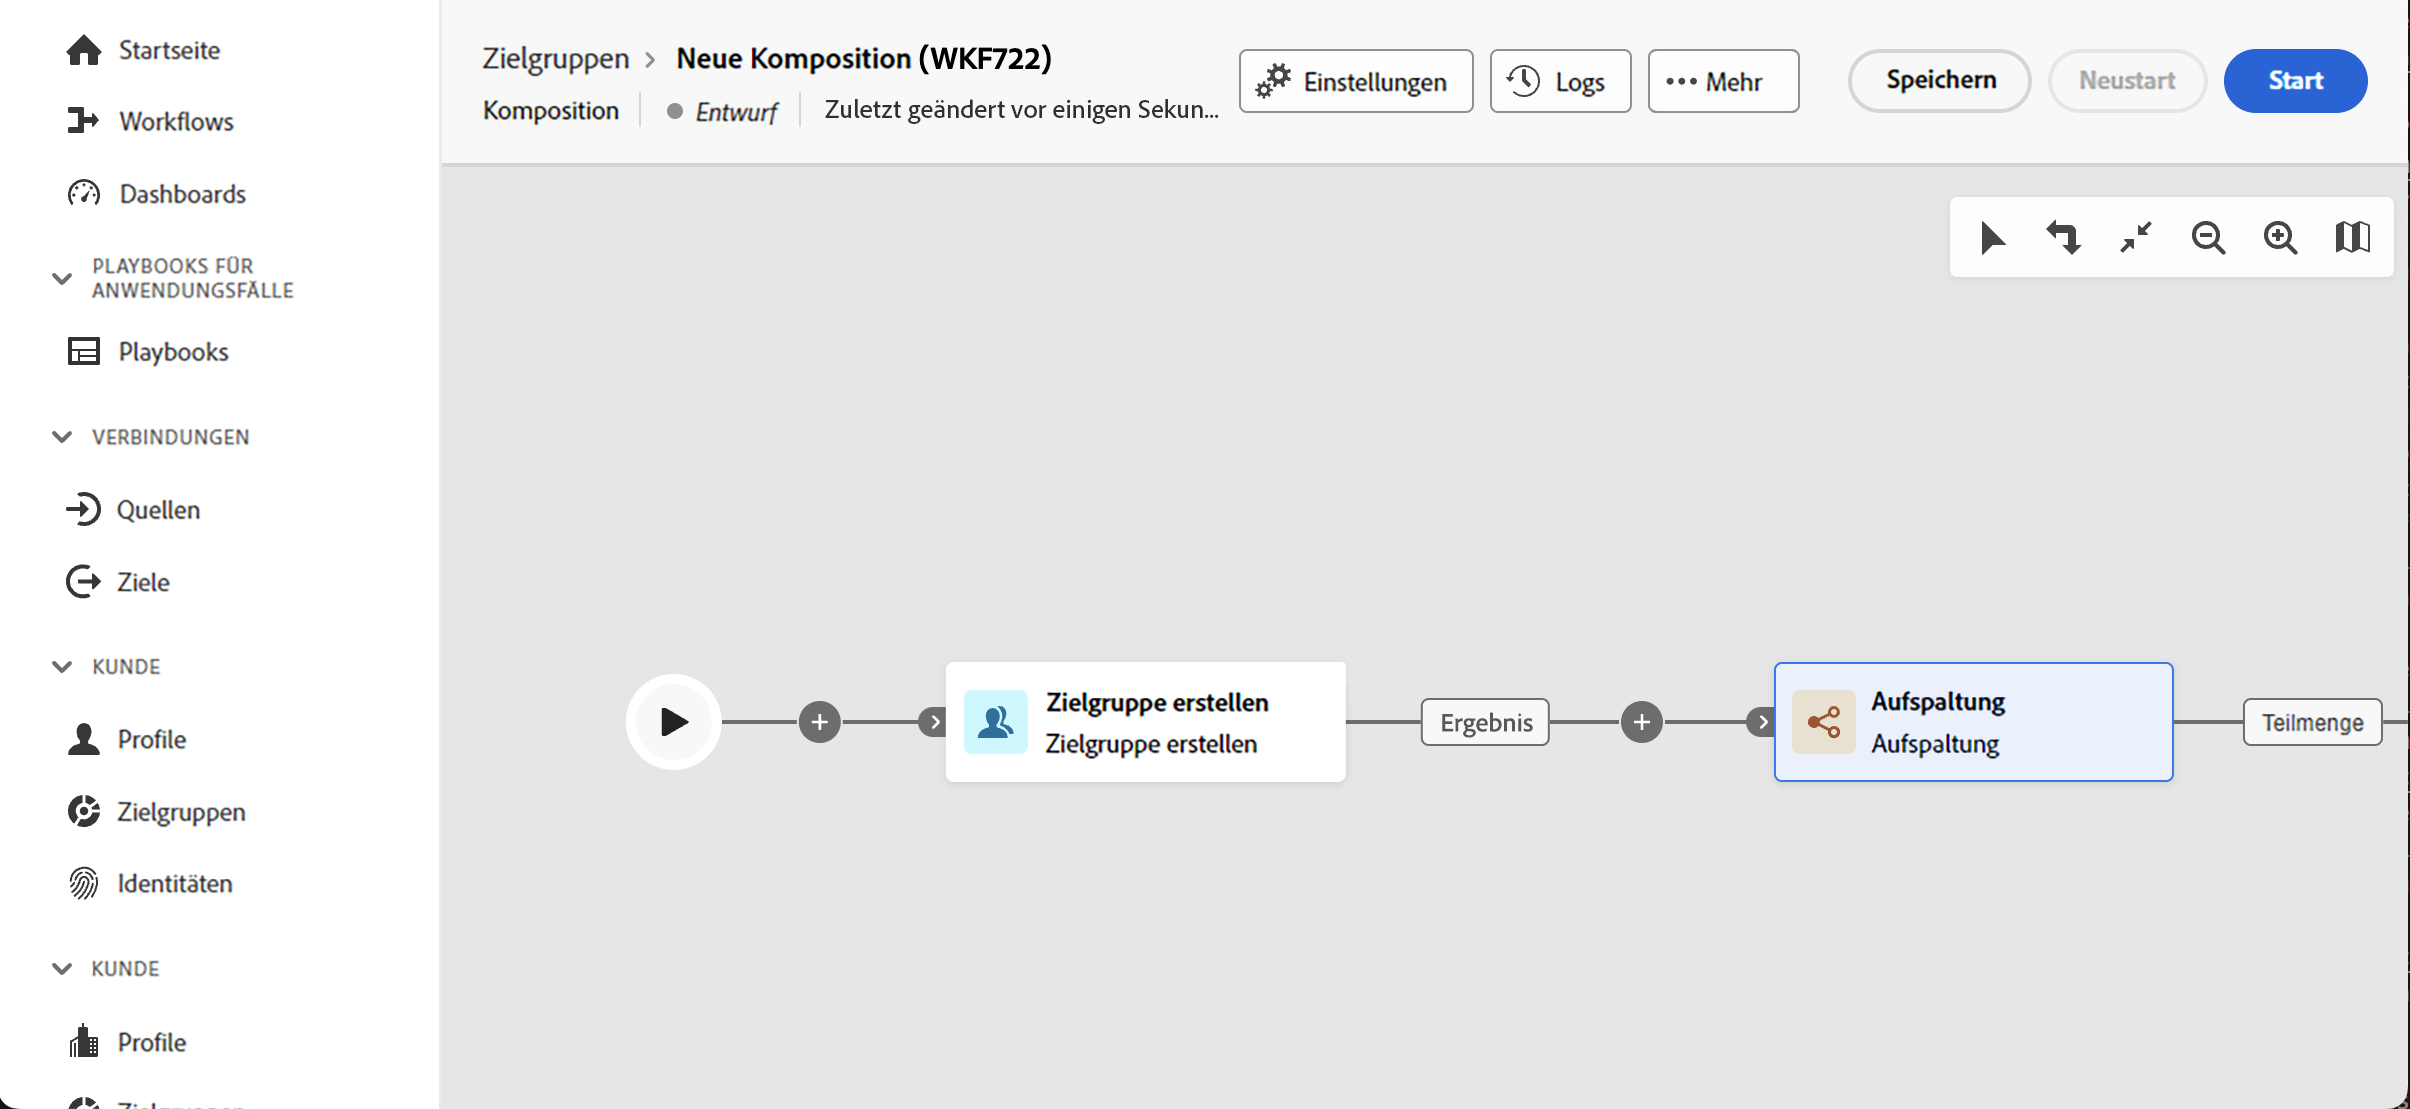 Startseite
Workflows
Dashboards
PLAYBOOKS FÜR
ANWENDUNGSFÄLLE
Playbooks
VERBINDUNGEN
Quellen
Ziele
KUNDE
Profile
Zielgruppen
Identitäten
KUNDE
Profile
Zielgruppen
Zielgruppen > Neue Komposition (WKF722)
Komposition Entwurf Zuletzt geändert vor einigen Sekun...
Einstellungen
Logs
Mehr
Speichern
Neustart
Start
Zielgruppe erstellen
Zielgruppe erstellen
Ergebnis
Aufspaltung
Aufspaltung
Teilmenge